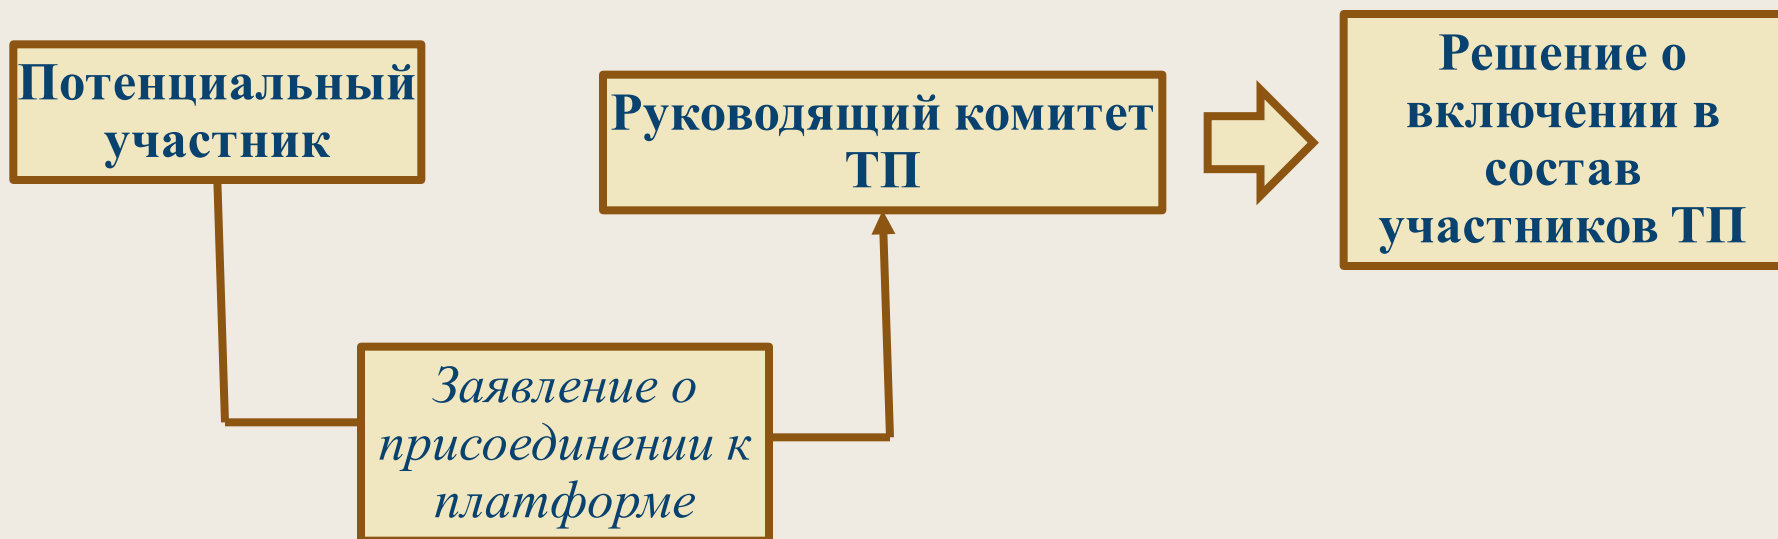 Потенциальный
участник
Руководящий комитет
ТП
Решение о
включении в
состав
участников ТП
Заявление о
присоединении к
платформе